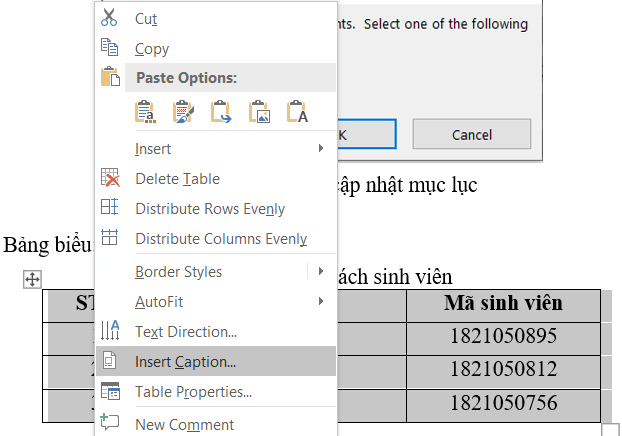 Cut
nts. Select one of the following
Copy
Paste Options:
K
Cancel
Insert
Delete Table
cập nhật mục lục
Distribute Rows Evenly
Distribute Columns Evenly
Bảng biểu:
Border Styles
ách sinh viên
AutoFit
ST
Mã sinh viên
Text Direction...
1821050895
Insert Caption...
1821050812
Table Properties...
1821050756
New Comment